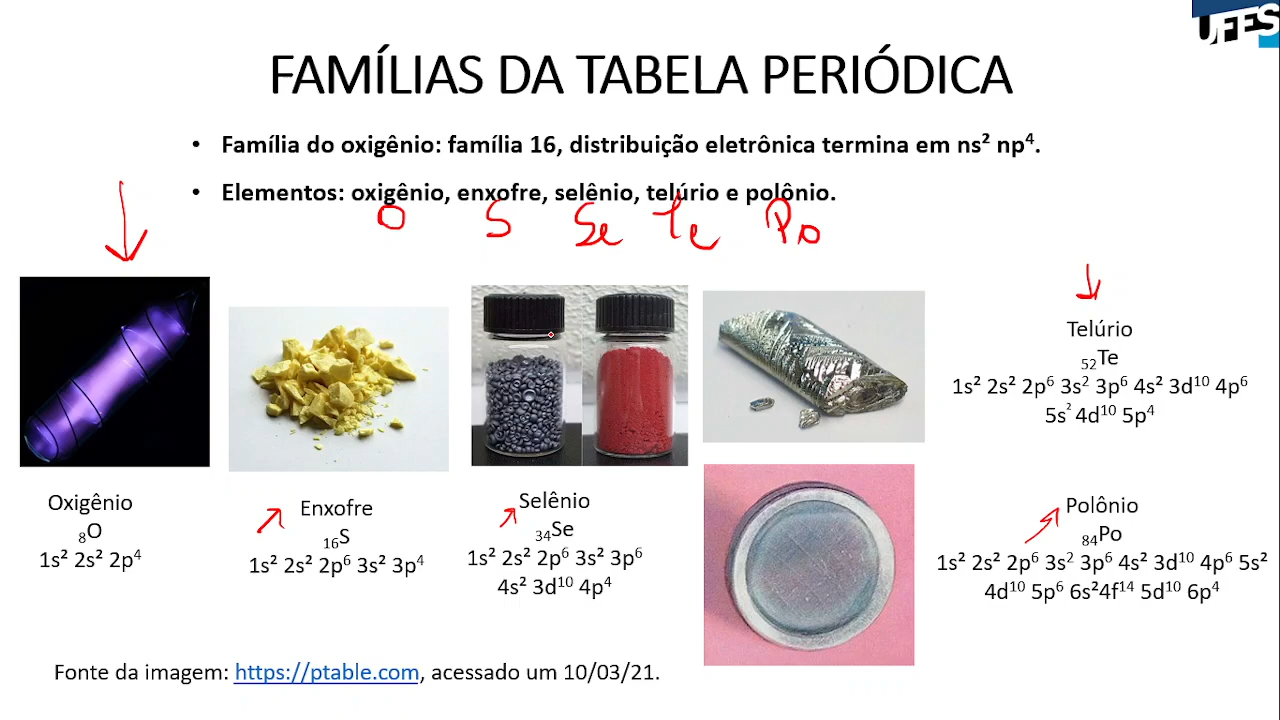 UFES
FAMÍLIAS DA TABELA PERIÓDICA
• Família do oxigênio: família 16, distribuição eletrônica termina em ns² np⁴.
• Elementos: oxigênio, enxofre, selênio, telúrio e polônio.
O S Se Te Po
Oxigênio
₈O
1s² 2s² 2p⁴
Enxofre
₁₆S
1s² 2s² 2p⁶ 3s² 3p⁴
Selênio
₃₄Se
1s² 2s² 2p⁶ 3s² 3p⁶
4s² 3d¹⁰ 4p⁴
Telúrio
₅₂Te
1s² 2s² 2p⁶ 3s² 3p⁶ 4s² 3d¹⁰ 4p⁶
5s² 4d¹⁰ 5p⁴
Polônio
₈₄Po
1s² 2s² 2p⁶ 3s² 3p⁶ 4s² 3d¹⁰ 4p⁶ 5s²
4d¹⁰ 5p⁶ 6s²4f¹⁴ 5d¹⁰ 6p⁴
Fonte da imagem: https://ptable.com, acessado um 10/03/21.